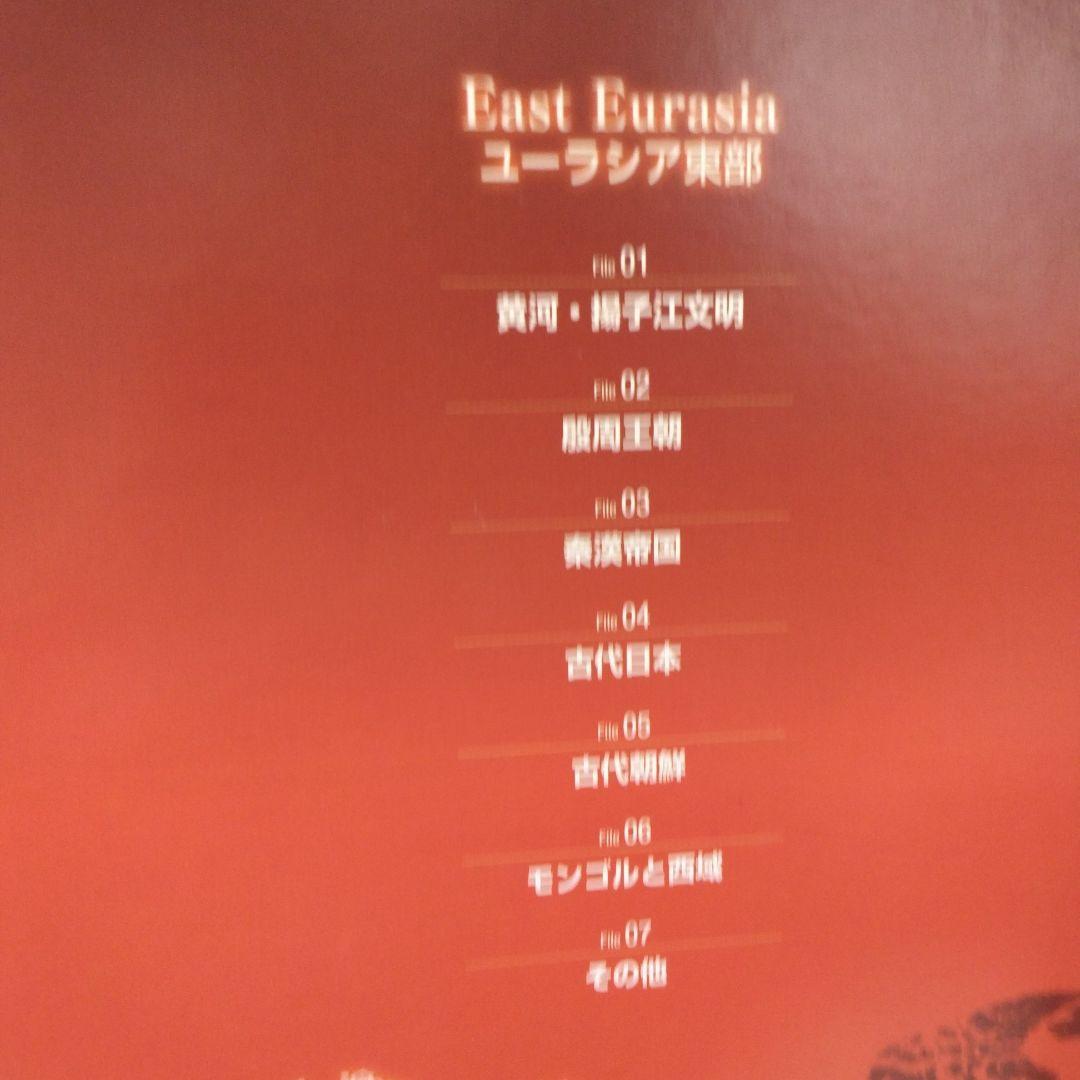 East Eurasia
ユーラシア東部
File 01
黄河・揚子江文明
File 02
殷周王朝
File 03
秦漢帝国
File 04
古代日本
File 05
古代朝鮮
File 06
モンゴルと西域
File 07
その他